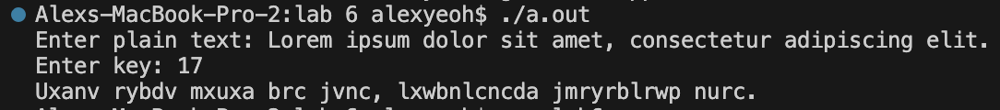 Alexs-MacBook-Pro-2:lab 6 alexyeoh$ ./a.out
Enter plain text: Lorem ipsum dolor sit amet, consectetur adipiscing elit.
Enter key: 17
Uxanv rybdv mxuxa brc jvnc, lxwbnlcncda jmryrblrwp nurc.